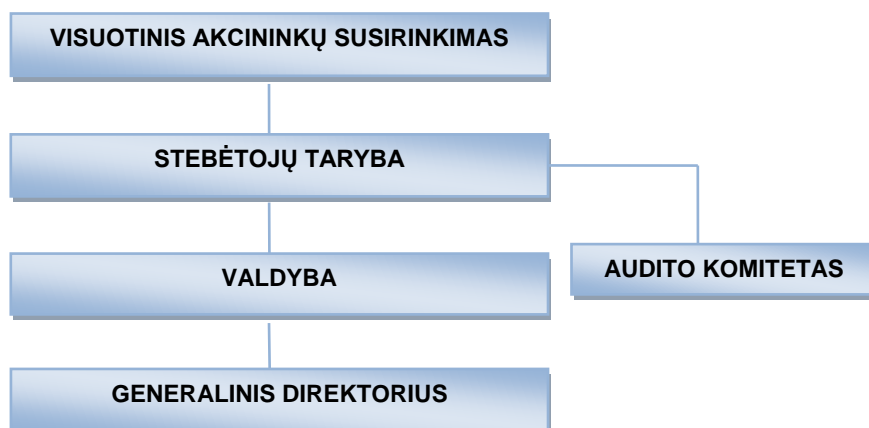 VISUOTINIS AKCININKŲ SUSIRINKIMAS
STEBĖTOJŲ TARYBA
VALDYBA
AUDITO KOMITETAS
GENERALINIS DIREKTORIUS